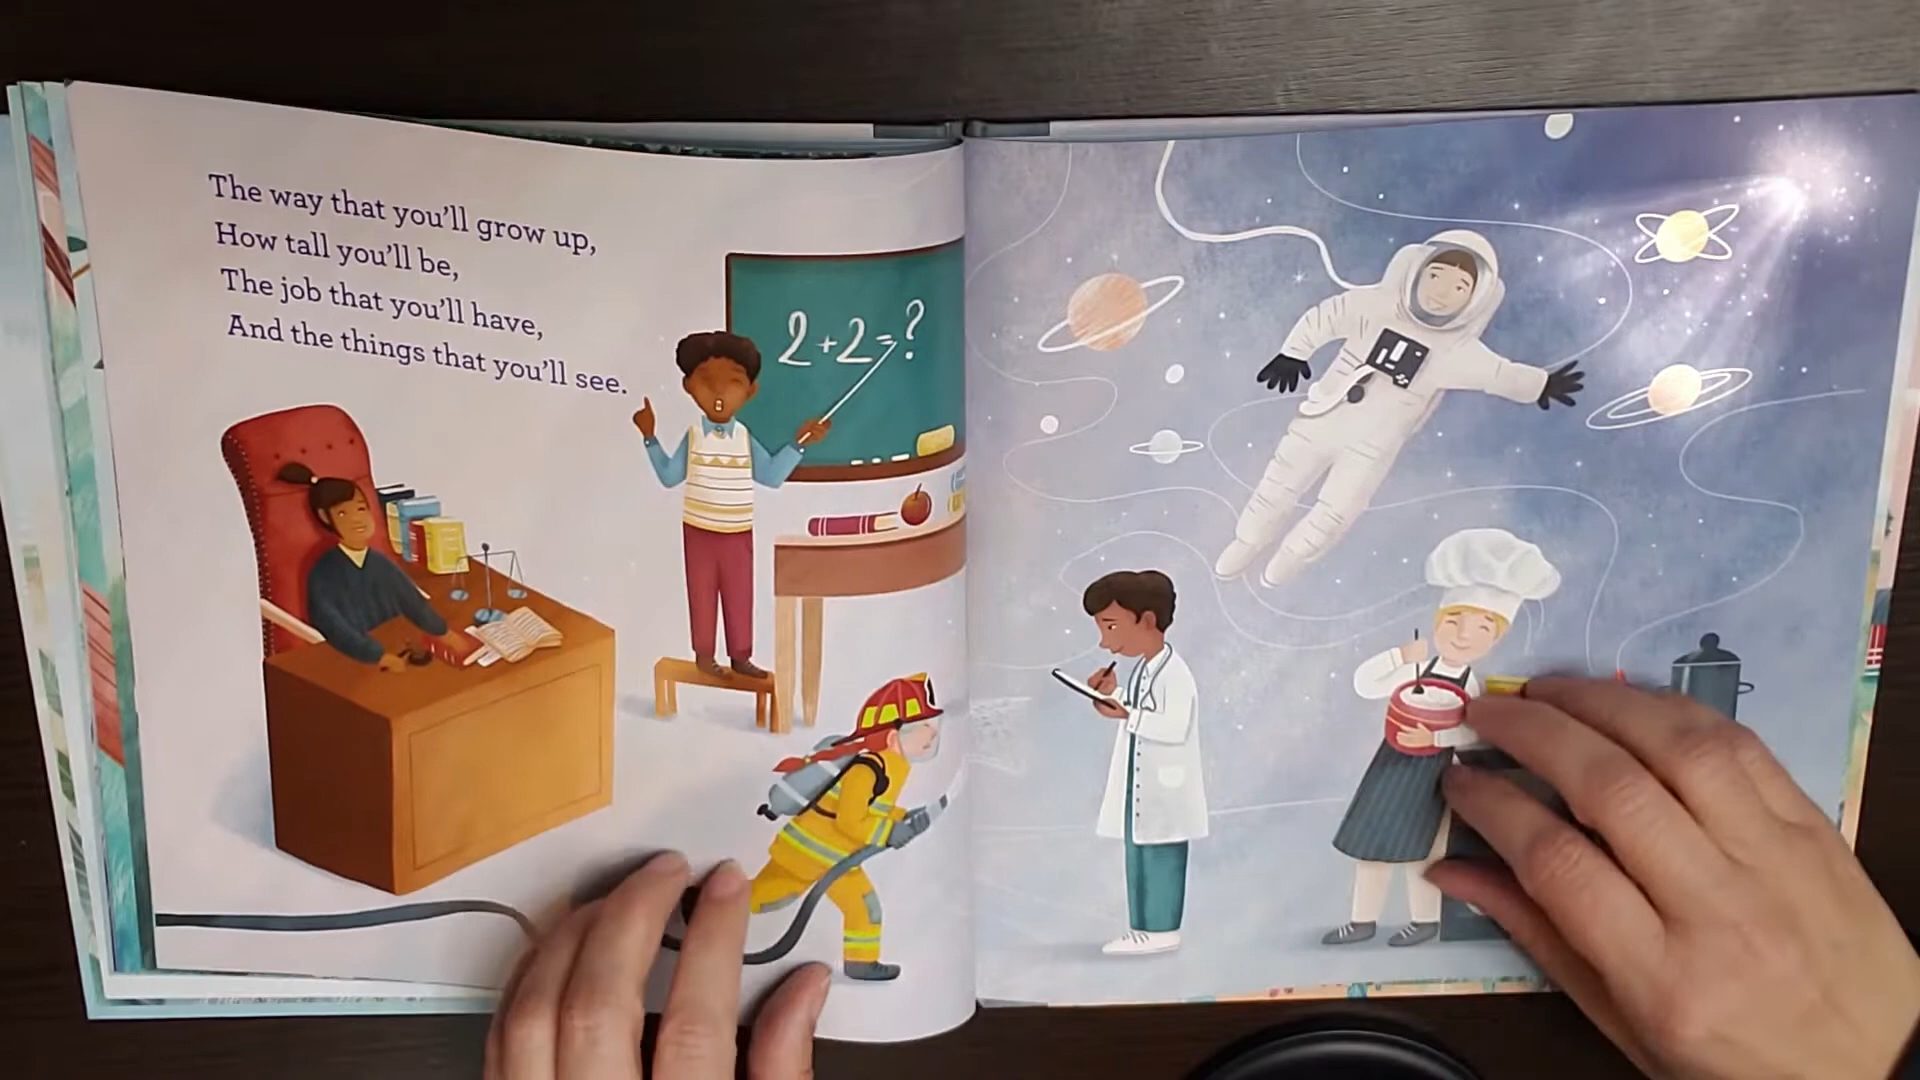 The way that you'll grow up,
How tall you'll be,
The job that you'll have,
And the things that you'll see.
2+2=?